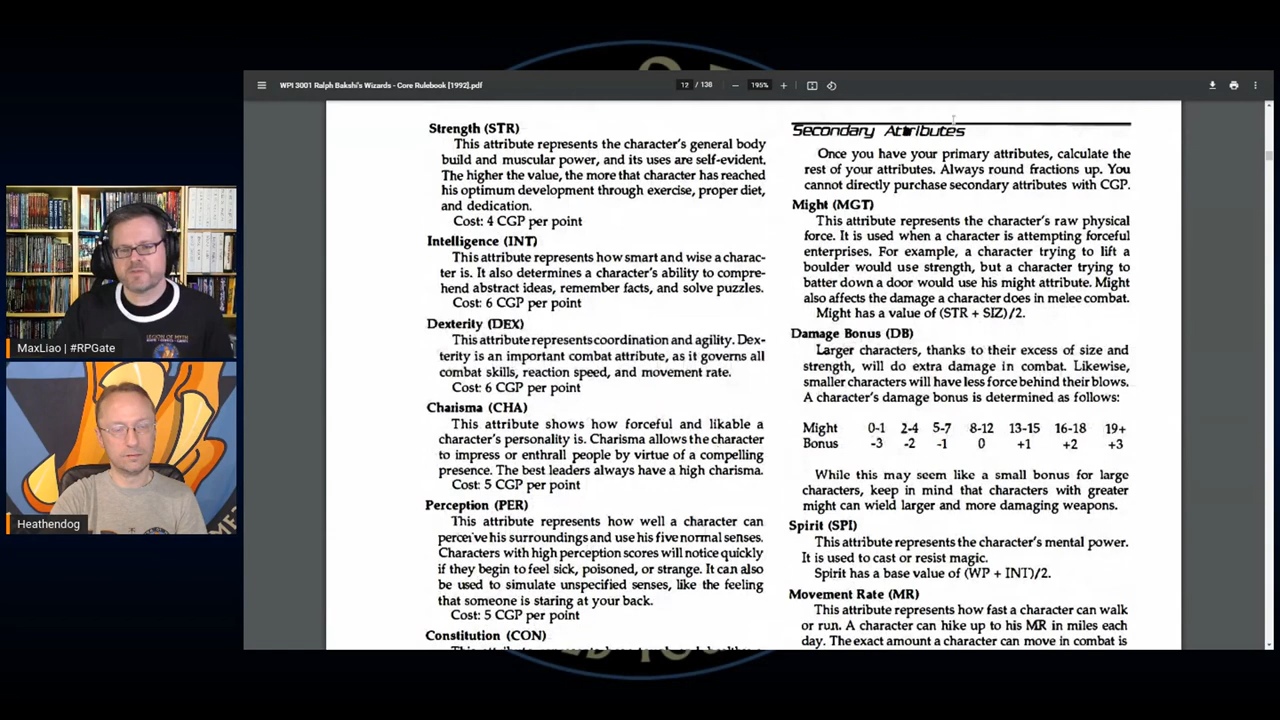 WPI 3001 Ralph Bakshi's Wizards - Core Rulebook [1992].pdf
12 / 138
195%
Strength (STR)
This attribute represents the character's general body
build and muscular power, and its uses are self-evident.
The higher the value, the more that character has reached
his optimum development through exercise, proper diet,
and dedication.
Cost: 4 CGP per point
Intelligence (INT)
This attribute represents how smart and wise a charac-
ter is. It also determines a character's ability to compre-
hend abstract ideas, remember facts, and solve puzzles.
Cost: 6 CGP per point
Dexterity (DEX)
This attribute represents coordination and agility. Dex-
terity is an important combat attribute, as it governs all
combat skills, reaction speed, and movement rate.
Cost: 6 CGP per point
Charisma (CHA)
This attribute shows how forceful and likable a
character's personality is. Charisma allows the character
to impress or enthrall people by virtue of a compelling
presence. The best leaders always have a high charisma.
Cost: 5 CGP per point
Perception (PER)
This attribute represents how well a character can
perceive his surroundings and use his five normal senses.
Characters with high perception scores will notice quickly
if they begin to feel sick, poisoned, or strange. It can also
be used to simulate unspecified senses, like the feeling
that someone is staring at your back.
Cost: 5 CGP per point
Constitution (CON)
Secondary Attributes
Once you have your primary attributes, calculate the
rest of your attributes. Always round fractions up. You
cannot directly purchase secondary attributes with CGP.
Might (MGT)
This attribute represents the character's raw physical
force. It is used when a character is attempting forceful
enterprises. For example, a character trying to lift a
boulder would use strength, but a character trying to
batter down a door would use his might attribute. Might
also affects the damage a character does in melee combat.
Might has a value of (STR + SIZ)/2.
Damage Bonus (DB)
Larger characters, thanks to their excess of size and
strength, will do extra damage in combat. Likewise,
smaller characters will have less force behind their blows.
A character's damage bonus is determined as follows:
Might 0-1 2-4 5-7 8-12 13-15 16-18 19+
Bonus -3 -2 -1 0 +1 +2 +3
While this may seem like a small bonus for large
characters, keep in mind that characters with greater
might can wield larger and more damaging weapons.
Spirit (SPI)
This attribute represents the character's mental power.
It is used to cast or resist magic.
Spirit has a base value of (WP + INT)/2.
Movement Rate (MR)
This attribute represents how fast a character can walk
or run. A character can hike up to his MR in miles each
day. The exact amount a character can move in combat is
MaxLiao | #RPGate
Heathendog